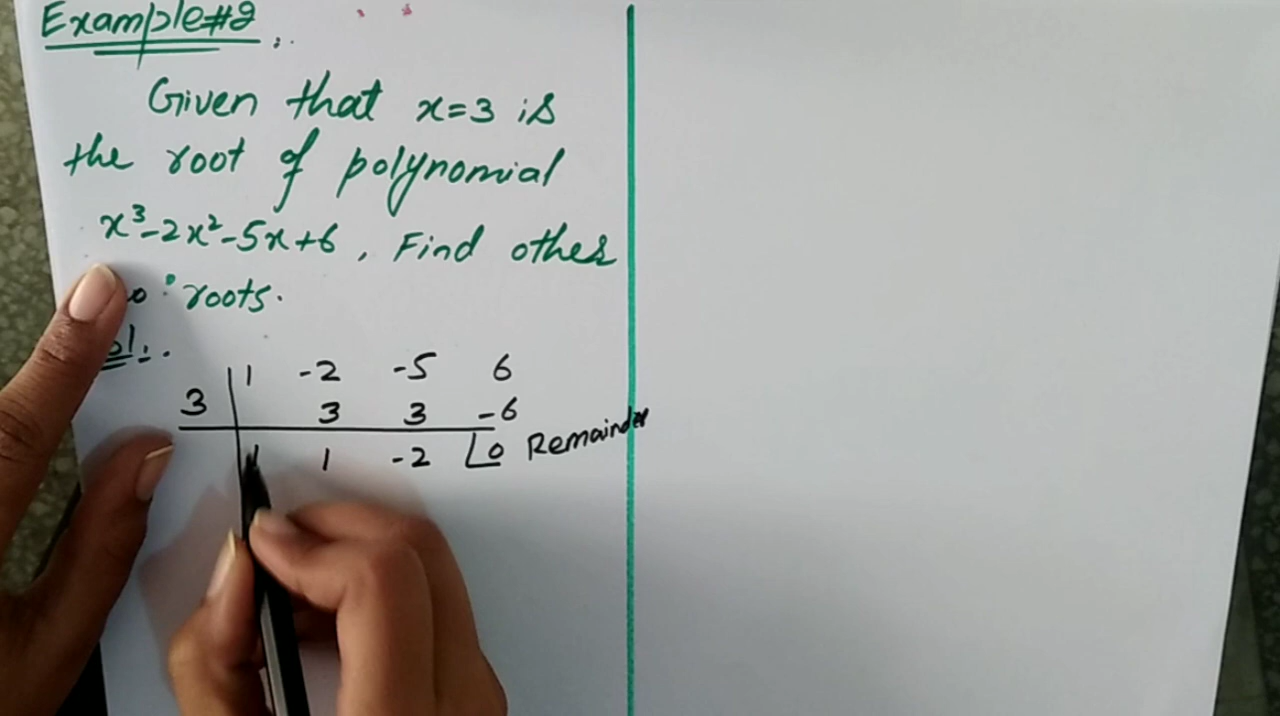 Example#2
Given that x=3 is
the root of polynomial
x³-2x²-5x+6, Find other
roots.
1 -2 -5 6
3 3 3 -6
1 1 -2 0 Remainder